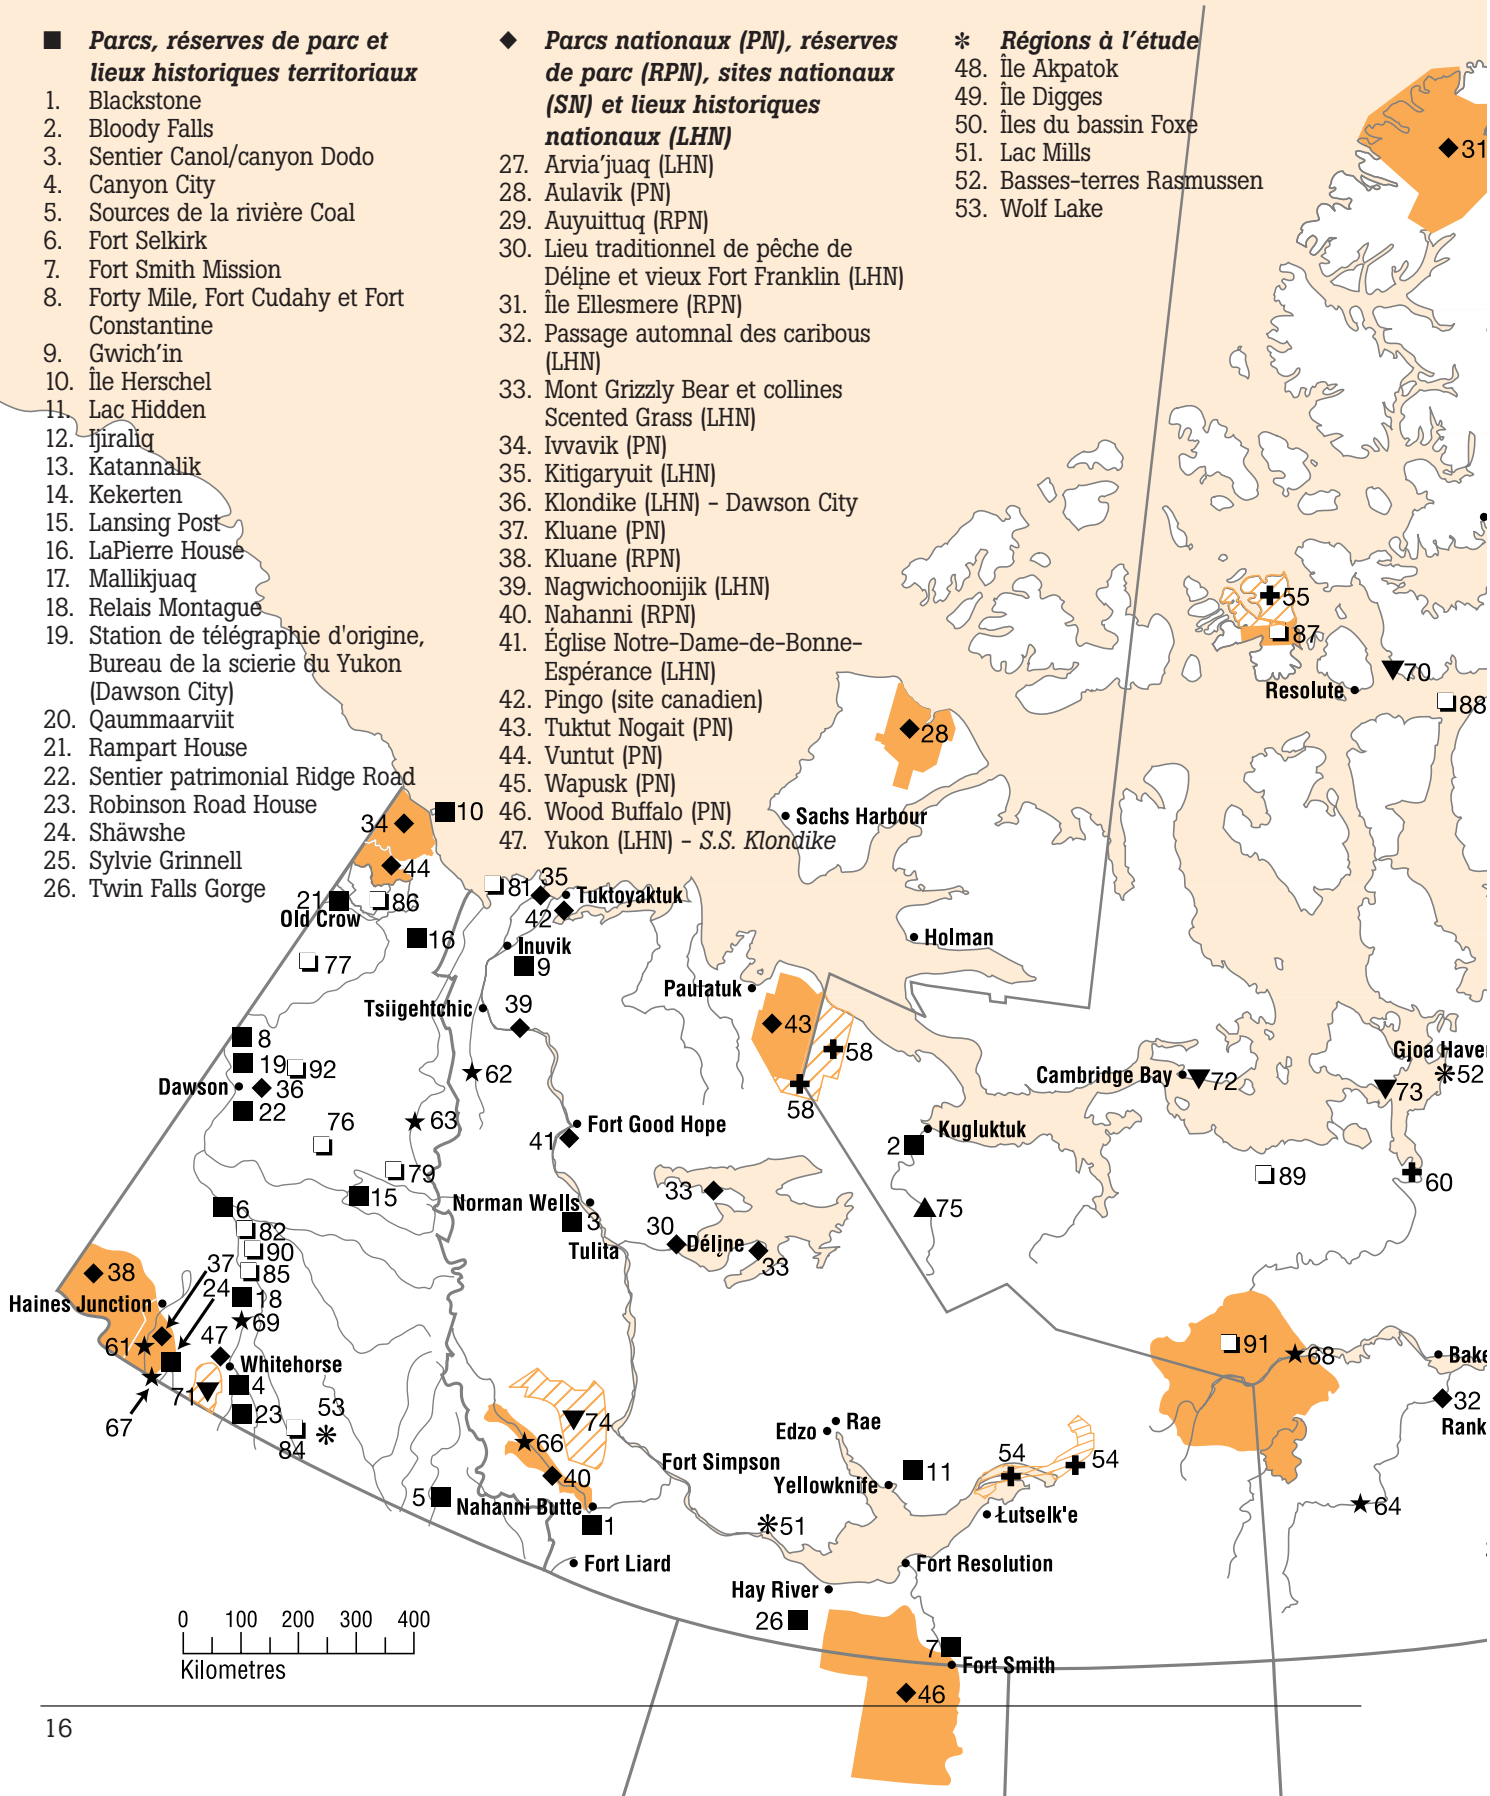 ■ Parcs, réserves de parc et
lieux historiques territoriaux
1. Blackstone
2. Bloody Falls
3. Sentier Canol/canyon Dodo
4. Canyon City
5. Sources de la rivière Coal
6. Fort Selkirk
7. Fort Smith Mission
8. Forty Mile, Fort Cudahy et Fort
Constantine
9. Gwich’in
10. Île Herschel
11. Lac Hidden
12. Ijiraliq
13. Katannalik
14. Kekerten
15. Lansing Post
16. LaPierre House
17. Mallikjuaq
18. Relais Montague
19. Station de télégraphie d'origine,
Bureau de la scierie du Yukon
(Dawson City)
20. Qaummaarviit
21. Rampart House
22. Sentier patrimonial Ridge Road
23. Robinson Road House
24. Shäwshe
25. Sylvie Grinnell
26. Twin Falls Gorge
◆ Parcs nationaux (PN), réserves
de parc (RPN), sites nationaux
(SN) et lieux historiques
nationaux (LHN)
27. Arvia’juaq (LHN)
28. Aulavik (PN)
29. Auyuittuq (RPN)
30. Lieu traditionnel de pêche de
Déļine et vieux Fort Franklin (LHN)
31. Île Ellesmere (RPN)
32. Passage automnal des caribous
(LHN)
33. Mont Grizzly Bear et collines
Scented Grass (LHN)
34. Ivvavik (PN)
35. Kitigaryuit (LHN)
36. Klondike (LHN) – Dawson City
37. Kluane (PN)
38. Kluane (RPN)
39. Nagwichoonijik (LHN)
40. Nahanni (RPN)
41. Église Notre-Dame-de-Bonne-
Espérance (LHN)
42. Pingo (site canadien)
43. Tuktut Nogait (PN)
44. Vuntut (PN)
45. Wapusk (PN)
46. Wood Buffalo (PN)
47. Yukon (LHN) – S.S. Klondike
✻ Régions à l’étude
48. Île Akpatok
49. Île Digges
50. Îles du bassin Foxe
51. Lac Mills
52. Basses-terres Rasmussen
53. Wolf Lake
31
55
87
70
Resolute
88
28
Sachs Harbour
10
34
44
35
81
Tuktoyaktuk
42
21
86
Old Crow
16
Inuvik
9
Holman
77
Paulatuk
Tsiigehtchic
39
43
8
58
Gjoa Haven
19
92
62
Cambridge Bay
72
52
Dawson
36
73
22
58
63
76
Fort Good Hope
Kugluktuk
41
2
79
89
60
15
33
Norman Wells
75
6
3
82
30
Déļine
90
Tulita
33
37
85
38
24
18
Haines Junction
69
47
61
91
68
Whitehorse
Bake
71
4
32
67
23
53
74
Edzo
Rae
Rank
84
66
54
54
Fort Simpson
11
40
Yellowknife
5
Nahanni Butte
64
1
51
Łutselk'e
Fort Liard
Fort Resolution
Hay River
0 100 200 300 400
26
Kilometres
7
Fort Smith
46
16